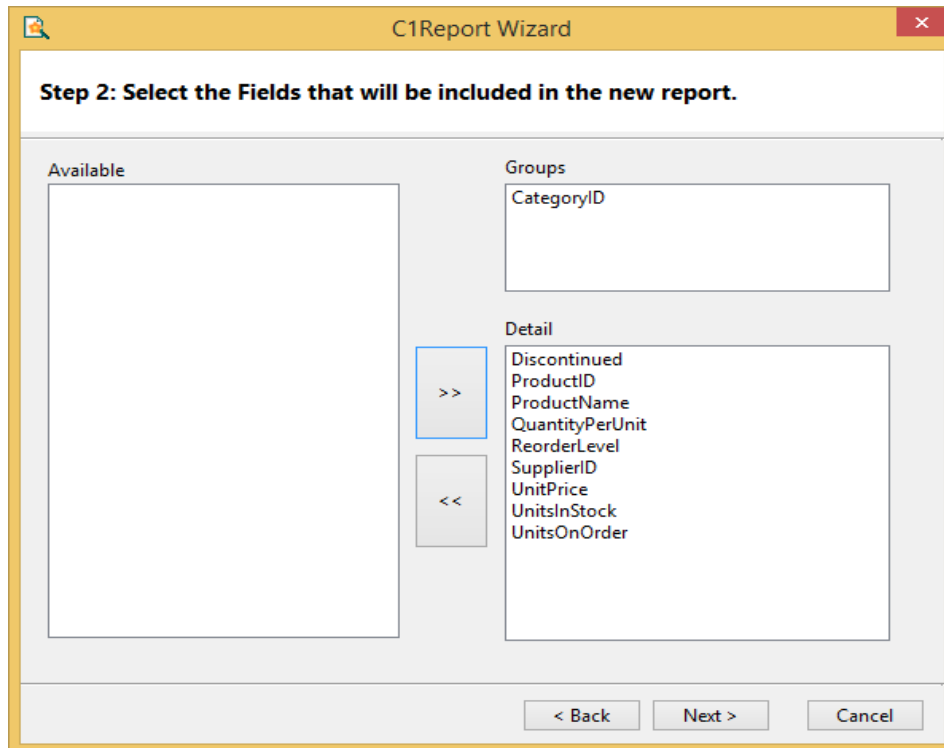 C1Report Wizard
Step 2: Select the Fields that will be included in the new report.
Available
Groups
CategoryID
Detail
Discontinued
ProductID
ProductName
QuantityPerUnit
ReorderLevel
SupplierID
UnitPrice
UnitsInStock
UnitsOnOrder
>>
<<
< Back
Next >
Cancel